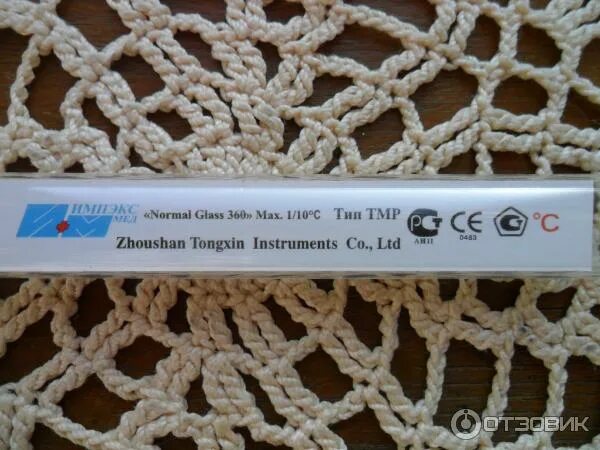 ИМПЭКС
МЕД
«Normal Glass 360» Max. 1/10°C Тип ТМР
Zhoushan Tongxin Instruments Co., Ltd
РСТ
АЯ12
CE
0483
°C
ОТЗОВИК